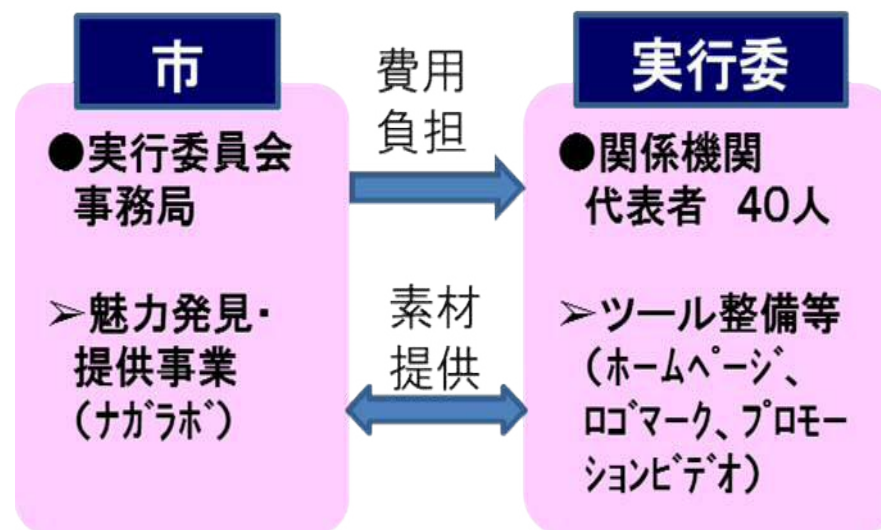 市
●実行委員会
事務局
➢魅力発見・
提供事業
(ﾅｶﾞﾗﾎﾞ)
費用
負担
素材
提供
実行委
●関係機関
代表者 40人
➢ツール整備等
(ﾎｰﾑﾍﾟｰｼﾞ、
ﾛｺﾞﾏｰｸ、ﾌﾟﾛﾓｰ
ｼｮﾝﾋﾞﾃﾞｵ)